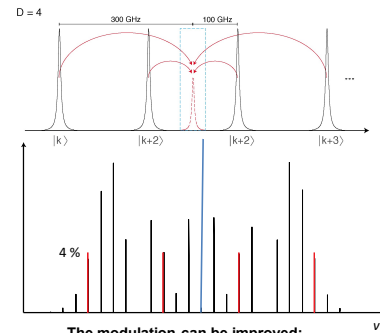 D = 4
300 GHz
100 GHz
...
|k⟩
|k+2⟩
|k+2⟩
|k+3⟩
4 %
ν
The modulation can be improved: